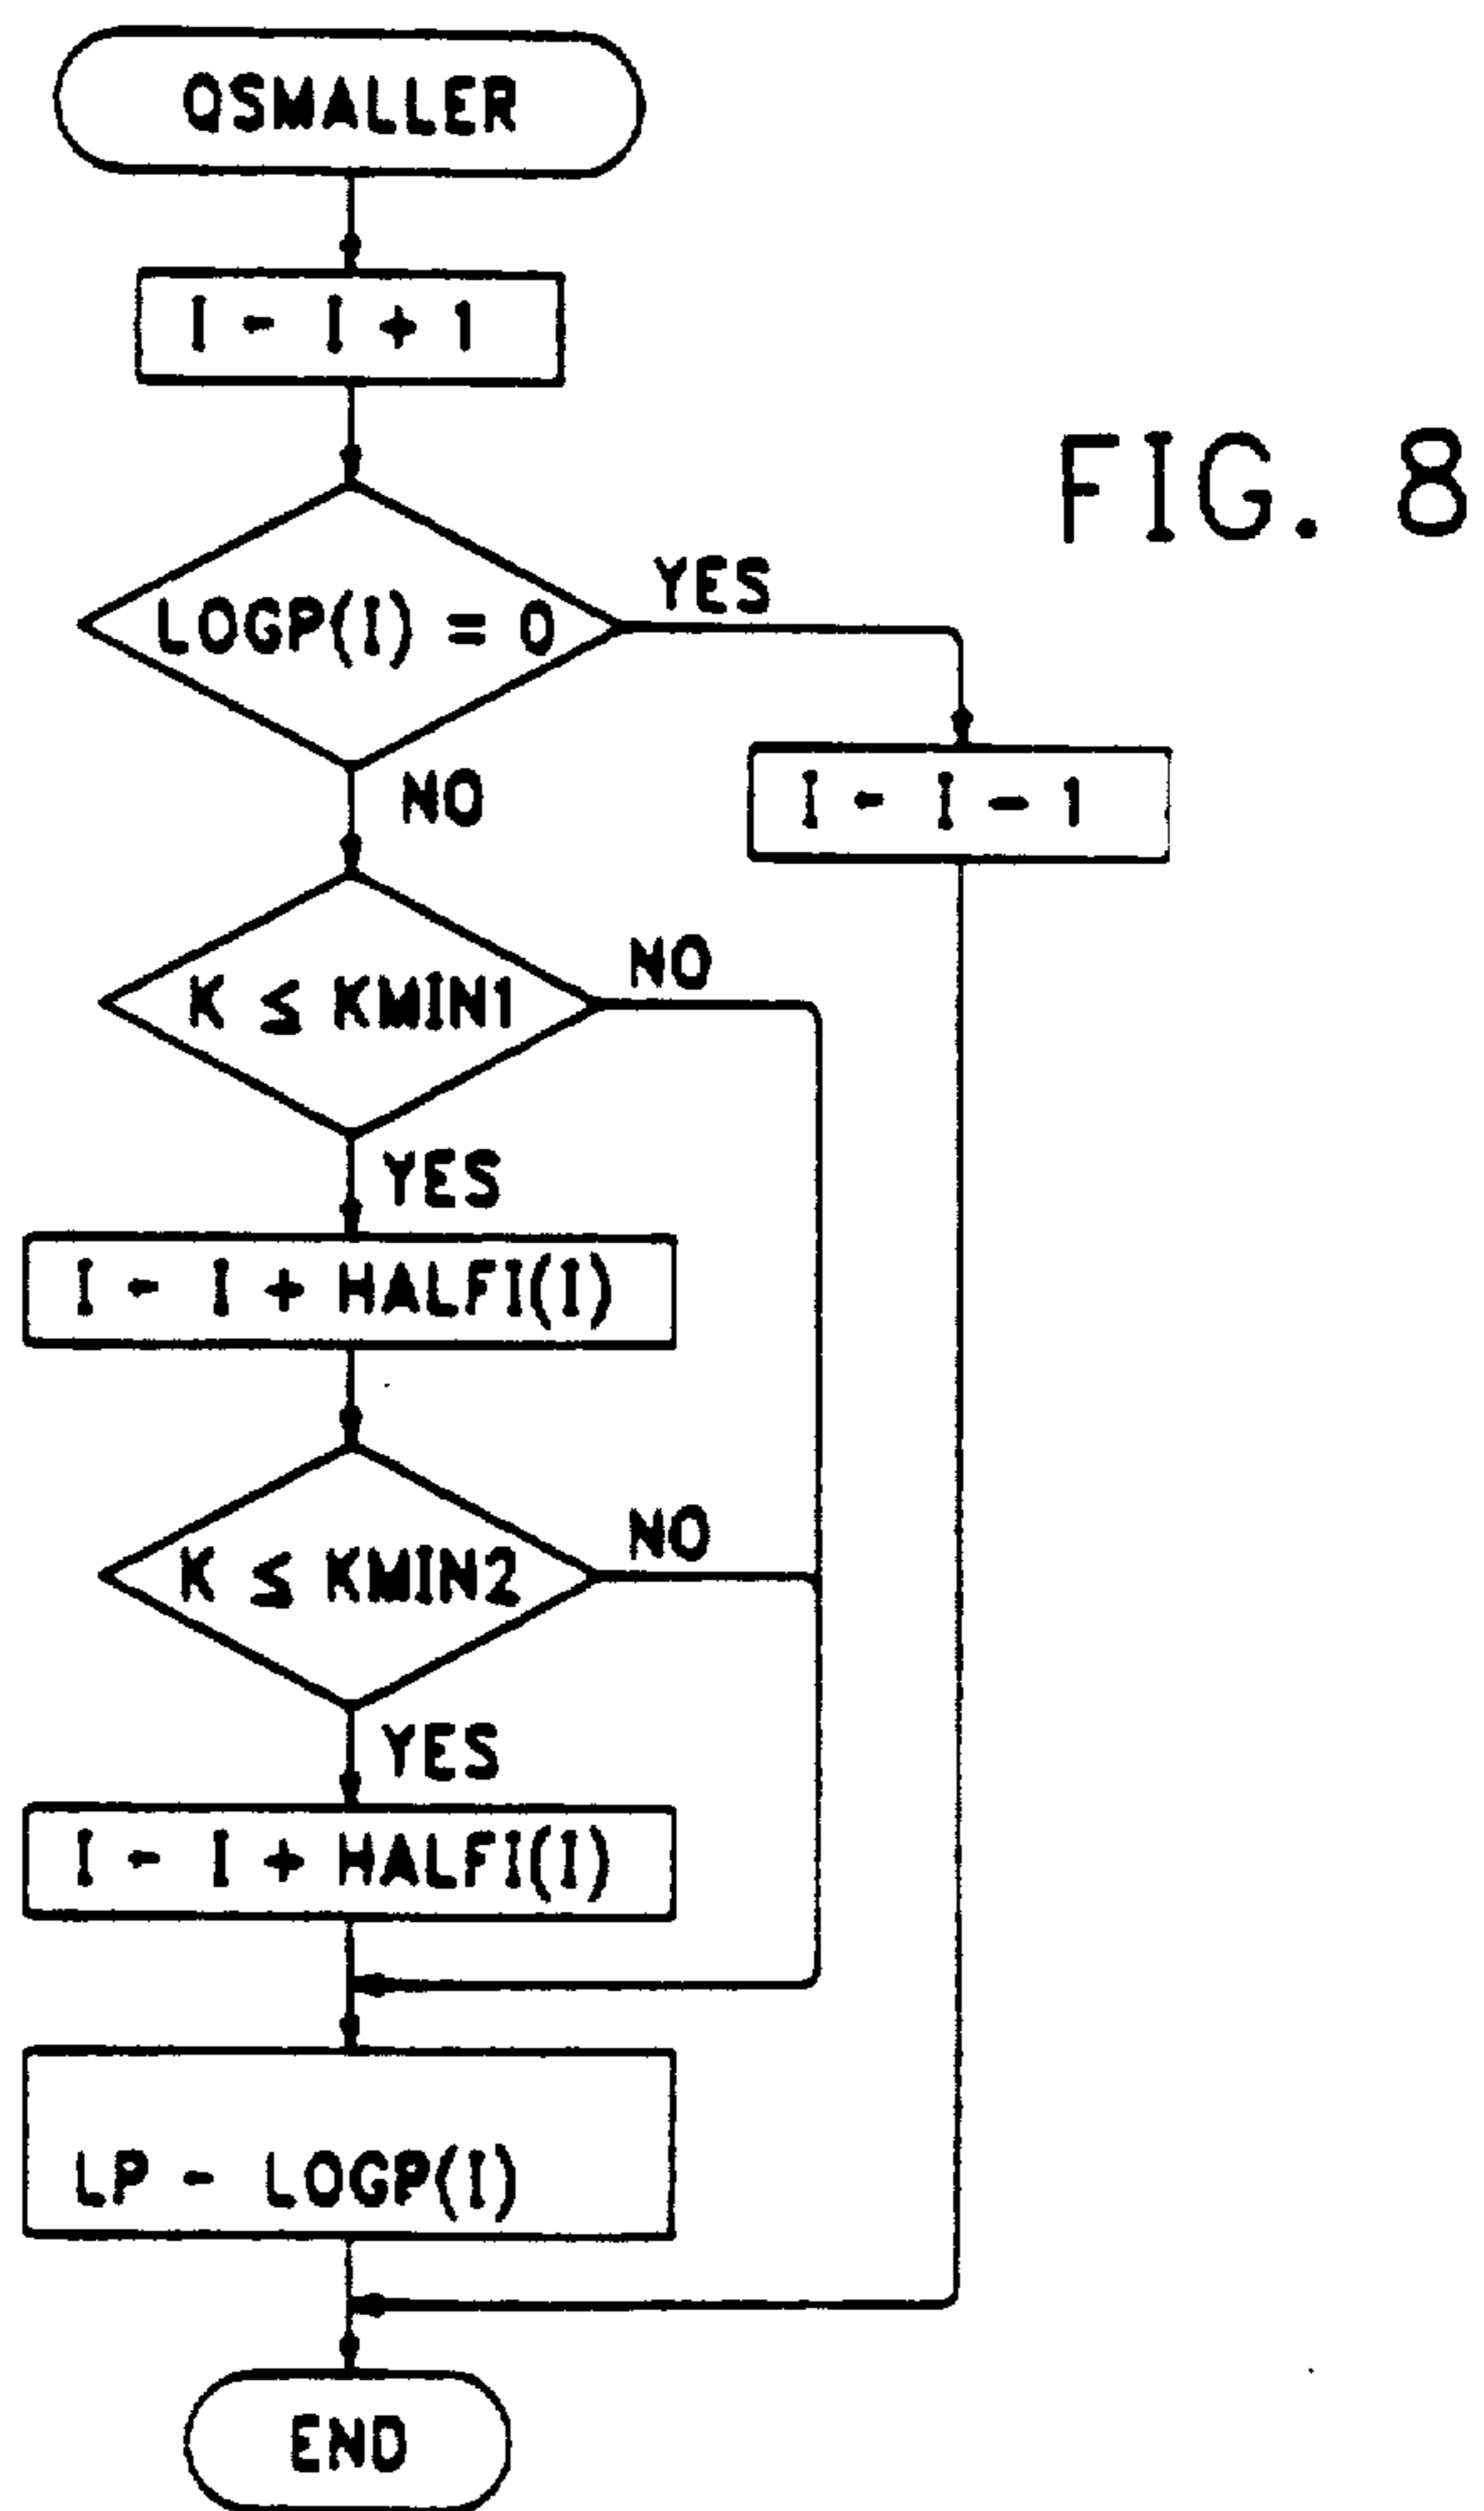 QSMALLER
I ← I + 1
FIG. 8
LOGP(I) = 0
YES
NO
I ← I - 1
K ≤ KMIN1
NO
YES
I ← I + HALFI(I)
K ≤ KMIN2
NO
YES
I ← I + HALFI(I)
LP ← LOGP(I)
END